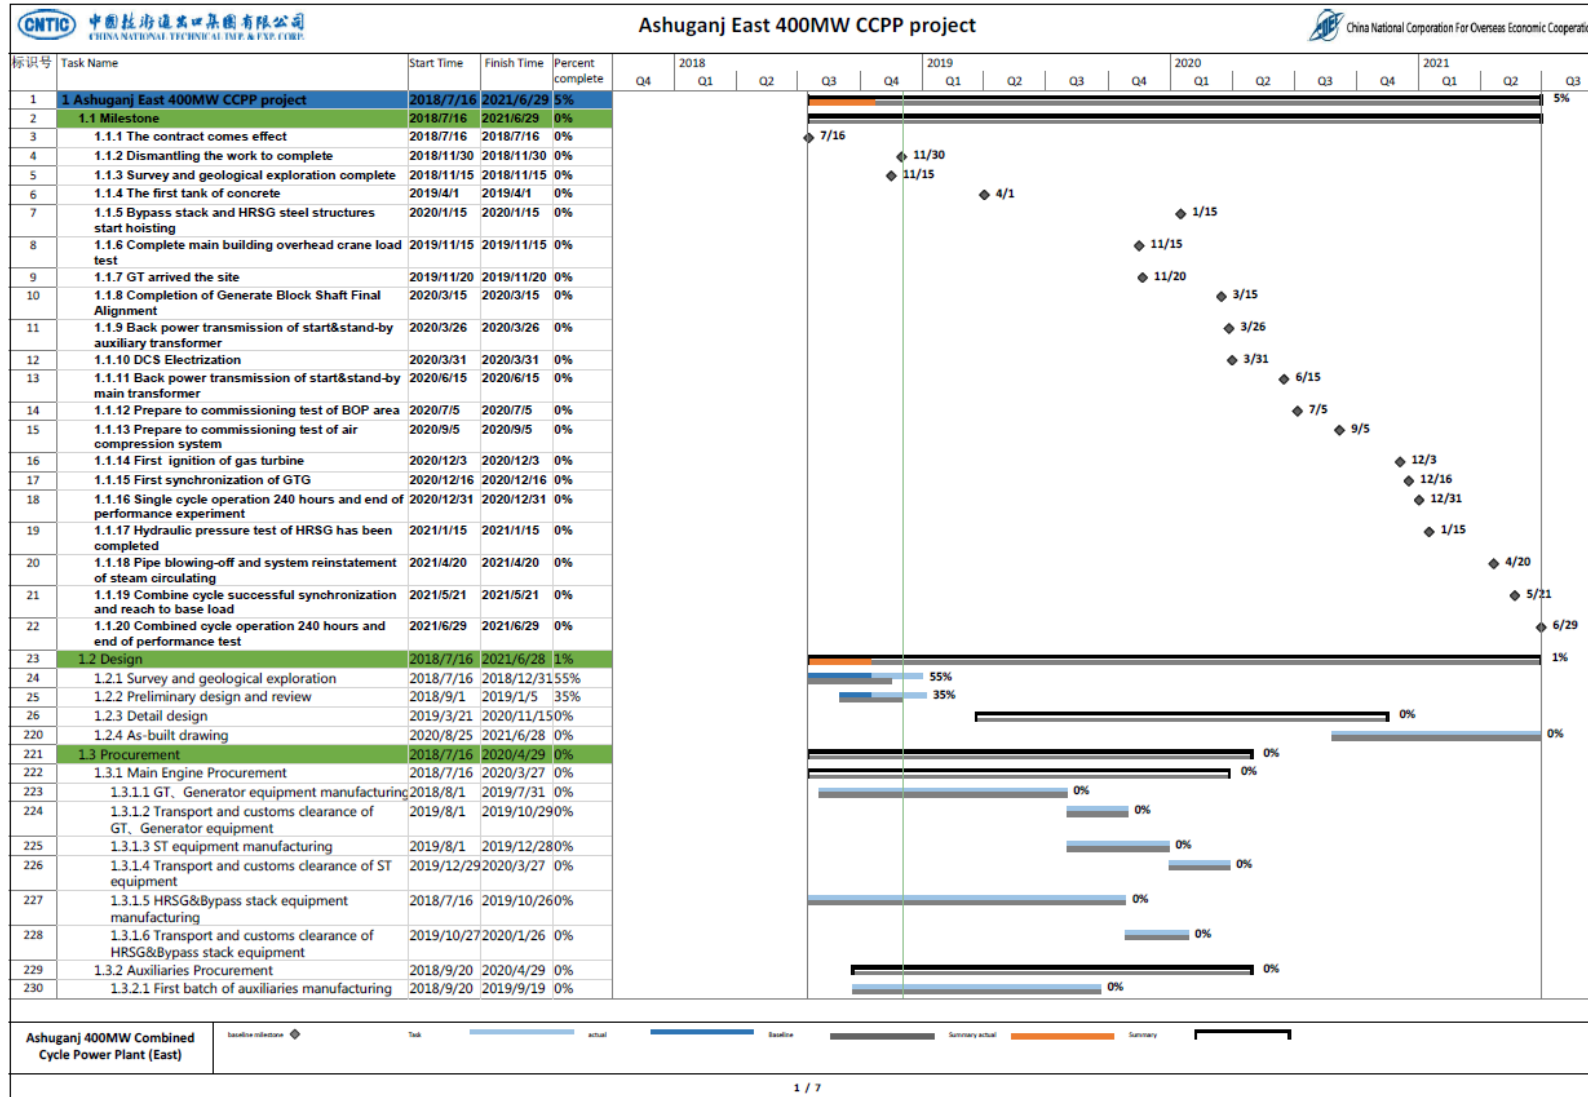 CNTIC 中国技术进出口集团有限公司
CHINA NATIONAL TECHNICAL IMP. & EXP. CORP.
Ashuganj East 400MW CCPP project
China National Corporation For Overseas Economic Cooperatio
标识号 Task Name Start Time Finish Time Percent complete
2018 2019 2020 2021
Q4 Q1 Q2 Q3 Q4 Q1 Q2 Q3 Q4 Q1 Q2 Q3 Q4 Q1 Q2 Q3
1 1 Ashuganj East 400MW CCPP project 2018/7/16 2021/6/29 5% 5%
2 1.1 Milestone 2018/7/16 2021/6/29 0%
3 1.1.1 The contract comes effect 2018/7/16 2018/7/16 0% 7/16
4 1.1.2 Dismantling the work to complete 2018/11/30 2018/11/30 0% 11/30
5 1.1.3 Survey and geological exploration complete 2018/11/15 2018/11/15 0% 11/15
6 1.1.4 The first tank of concrete 2019/4/1 2019/4/1 0% 4/1
7 1.1.5 Bypass stack and HRSG steel structures 2020/1/15 2020/1/15 0% 1/15
start hoisting
8 1.1.6 Complete main building overhead crane load 2019/11/15 2019/11/15 0% 11/15
test
9 1.1.7 GT arrived the site 2019/11/20 2019/11/20 0% 11/20
10 1.1.8 Completion of Generate Block Shaft Final 2020/3/15 2020/3/15 0% 3/15
Alignment
11 1.1.9 Back power transmission of start&stand-by 2020/3/26 2020/3/26 0% 3/26
auxiliary transformer
12 1.1.10 DCS Electrization 2020/3/31 2020/3/31 0% 3/31
13 1.1.11 Back power transmission of start&stand-by 2020/6/15 2020/6/15 0% 6/15
main transformer
14 1.1.12 Prepare to commissioning test of BOP area 2020/7/5 2020/7/5 0% 7/5
15 1.1.13 Prepare to commissioning test of air 2020/9/5 2020/9/5 0% 9/5
compression system
16 1.1.14 First ignition of gas turbine 2020/12/3 2020/12/3 0% 12/3
17 1.1.15 First synchronization of GTG 2020/12/16 2020/12/16 0% 12/16
18 1.1.16 Single cycle operation 240 hours and end of 2020/12/31 2020/12/31 0% 12/31
performance experiment
19 1.1.17 Hydraulic pressure test of HRSG has been 2021/1/15 2021/1/15 0% 1/15
completed
20 1.1.18 Pipe blowing-off and system reinstatement 2021/4/20 2021/4/20 0% 4/20
of steam circulating
21 1.1.19 Combine cycle successful synchronization 2021/5/21 2021/5/21 0% 5/21
and reach to base load
22 1.1.20 Combined cycle operation 240 hours and 2021/6/29 2021/6/29 0% 6/29
end of performance test
23 1.2 Design 2018/7/16 2021/6/28 1% 1%
24 1.2.1 Survey and geological exploration 2018/7/16 2018/12/31 55% 55%
25 1.2.2 Preliminary design and review 2018/9/1 2019/1/5 35% 35%
26 1.2.3 Detail design 2019/3/21 2020/11/15 0% 0%
220 1.2.4 As-built drawing 2020/8/25 2021/6/28 0% 0%
221 1.3 Procurement 2018/7/16 2020/4/29 0% 0%
222 1.3.1 Main Engine Procurement 2018/7/16 2020/3/27 0% 0%
223 1.3.1.1 GT、Generator equipment manufacturing 2018/8/1 2019/7/31 0% 0%
224 1.3.1.2 Transport and customs clearance of 2019/8/1 2019/10/29 0% 0%
GT、Generator equipment
225 1.3.1.3 ST equipment manufacturing 2019/8/1 2019/12/28 0% 0%
226 1.3.1.4 Transport and customs clearance of ST 2019/12/29 2020/3/27 0% 0%
equipment
227 1.3.1.5 HRSG&Bypass stack equipment 2018/7/16 2019/10/26 0% 0%
manufacturing
228 1.3.1.6 Transport and customs clearance of 2019/10/27 2020/1/26 0% 0%
HRSG&Bypass stack equipment
229 1.3.2 Auxiliaries Procurement 2018/9/20 2020/4/29 0% 0%
230 1.3.2.1 First batch of auxiliaries manufacturing 2018/9/20 2019/9/19 0% 0%
Ashuganj 400MW Combined
Cycle Power Plant (East)
baseline milestone Task actual Baseline Summary actual Summary
1 / 7